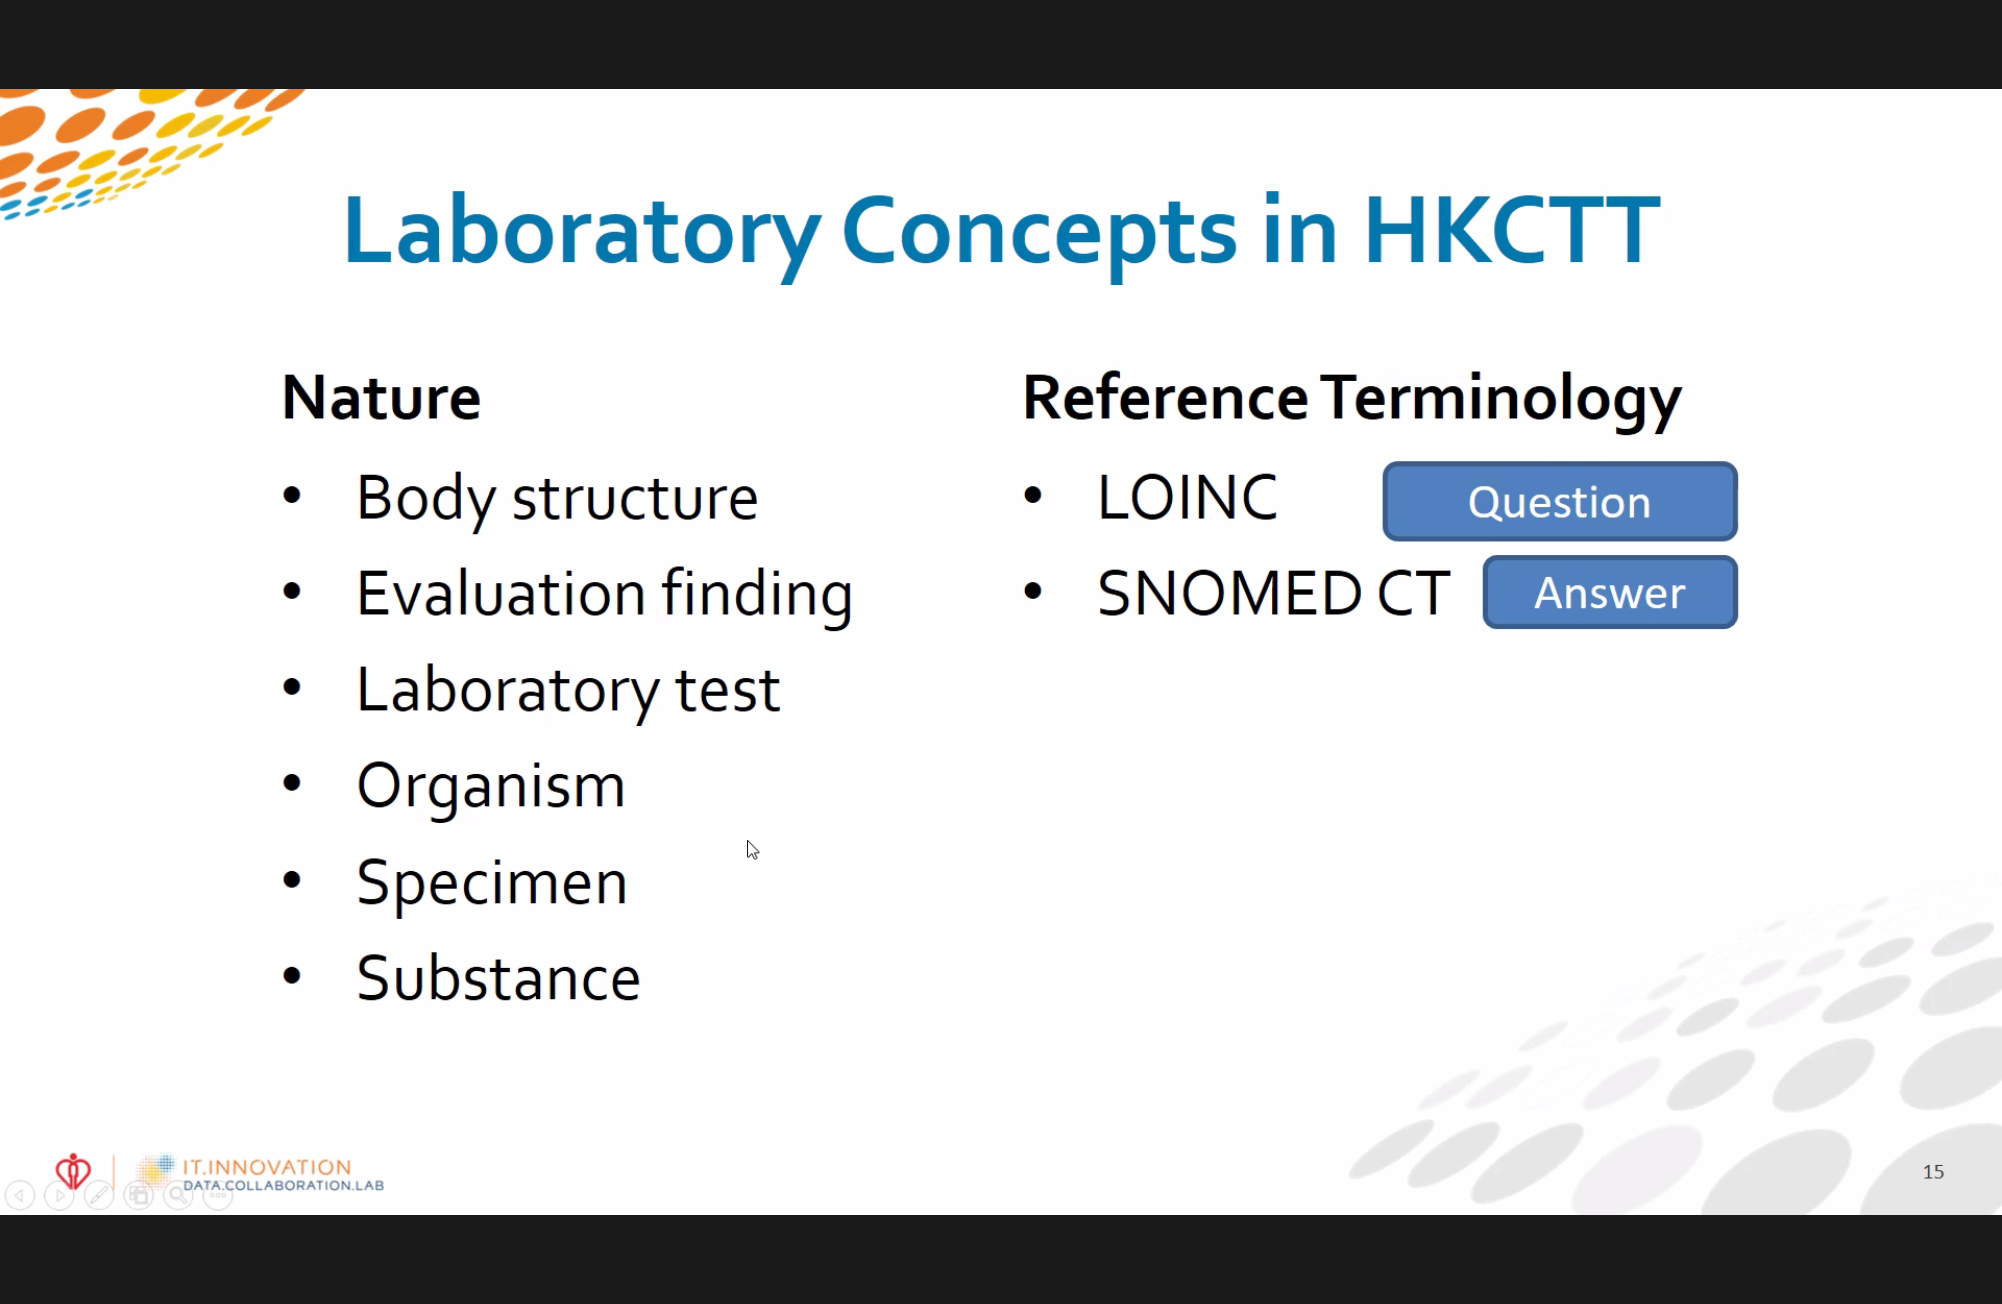 Laboratory Concepts in HKCTT
Nature
• Body structure
• Evaluation finding
• Laboratory test
• Organism
• Specimen
• Substance
Reference Terminology
• LOINC
Question
• SNOMED CT
Answer
IT.INNOVATION
DATA.COLLABORATION.LAB
15